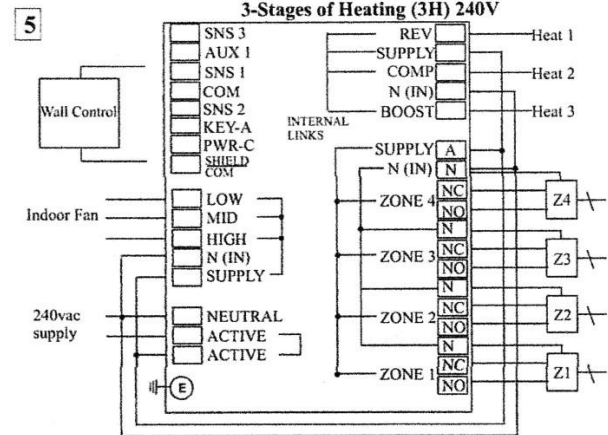 3-Stages of Heating (3H) 240V
5
SNS 3
AUX 1
SNS 1
COM
SNS 2
KEY-A
PWR-C
SHIELD
COM
Wall Control
LOW
MID
HIGH
N (IN)
SUPPLY
Indoor Fan
240vac
supply
NEUTRAL
ACTIVE
ACTIVE
E
INTERNAL
LINKS
REV
SUPPLY
COMP
N (IN)
BOOST
Heat 1
Heat 2
Heat 3
SUPPLY A
N (IN) N
ZONE 4 NC
NO
Z4
N
ZONE 3 NC
NO
Z3
N
ZONE 2 NC
NO
Z2
N
ZONE 1 NC
NO
Z1